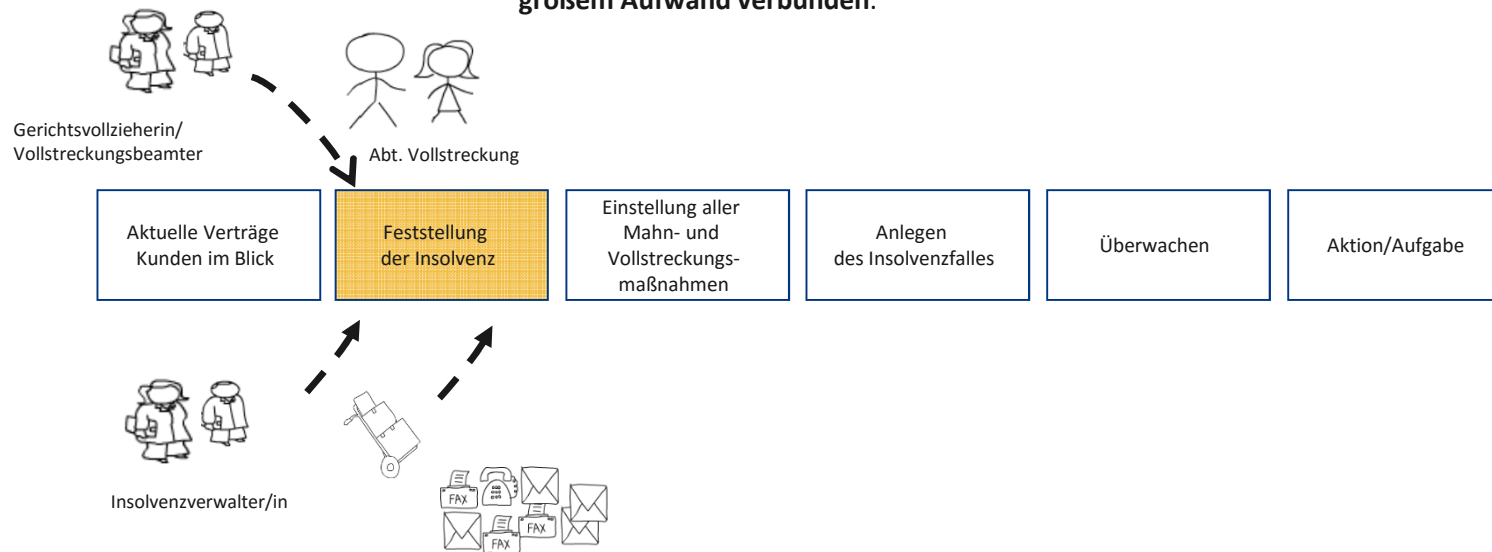 großem Aufwand verbunden.
Gerichtsvollzieherin/
Vollstreckungsbeamter
Abt. Vollstreckung
Aktuelle Verträge
Kunden im Blick
Feststellung
der Insolvenz
Einstellung aller
Mahn- und
Vollstreckungs-
maßnahmen
Anlegen
des Insolvenzfalles
Überwachen
Aktion/Aufgabe
Insolvenzverwalter/in
FAX
FAX
FAX